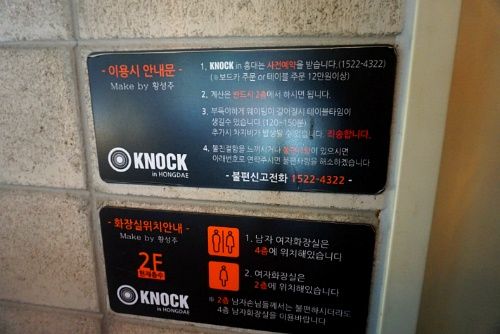 - 이용시 안내문 -
Make by 황성주
KNOCK
in HONGDAE
1. KNOCK in 홍대는 사전예약을 받습니다.(1522-4322)
(※보드카 주문 or 테이블 주문 12만원이상)
2. 계산은 반드시 2층에서 하시면 됩니다.
3. 부득이하게 웨이팅이 길어질시 테이블타임이
생길수 있습니다.(120~150분)
추가시 차지비가 발생될 수 있습니다. 죄송합니다.
4. 불친절함을 느끼시거나 불편사항이 있으시면
아래번호로 연락주시면 불편사항을 해소하겠습니다
- 불편신고전화 1522-4322 -
- 화장실위치안내 -
Make by 황성주
2F
현재층수
KNOCK
in HONGDAE
1. 남자 여자화장실은
4층에 위치해있습니다
2. 여자화장실은
2층에 위치해있습니다
※ 2층 남자손님들께서는 불편하시더라도
4층 남자화장실을 이용바랍니다